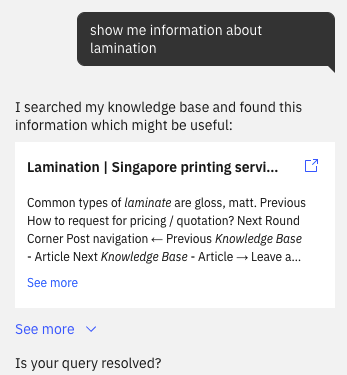 show me information about
lamination
I searched my knowledge base and found this
information which might be useful:
Lamination | Singapore printing servi...
Common types of laminate are gloss, matt. Previous
How to request for pricing / quotation? Next Round
Corner Post navigation ← Previous Knowledge Base
- Article Next Knowledge Base - Article → Leave a...
See more
See more
Is your query resolved?